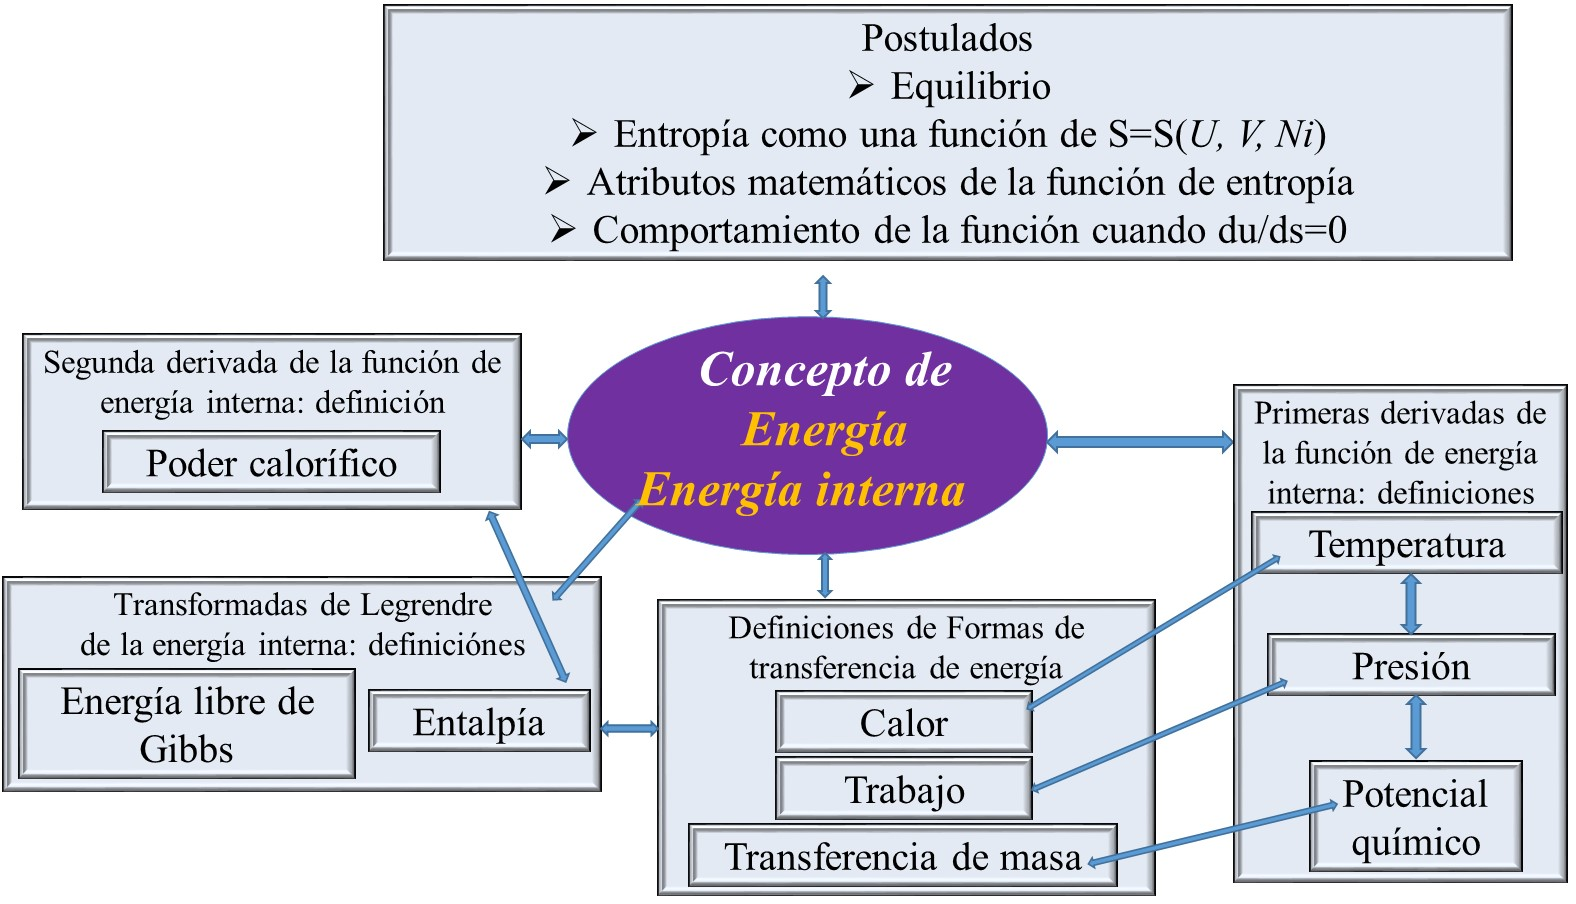 Postulados
➢ Equilibrio
➢ Entropía como una función de S=S(U, V, Ni)
➢ Atributos matemáticos de la función de entropía
➢ Comportamiento de la función cuando du/ds=0
Concepto de
Energía
Energía interna
Segunda derivada de la función de
energía interna: definición
Poder calorífico
Transformadas de Legrendre
de la energía interna: definiciónes
Energía libre de
Gibbs
Entalpía
Definiciones de Formas de
transferencia de energía
Calor
Trabajo
Transferencia de masa
Primeras derivadas de
la función de energía
interna: definiciones
Temperatura
Presión
Potencial
químico